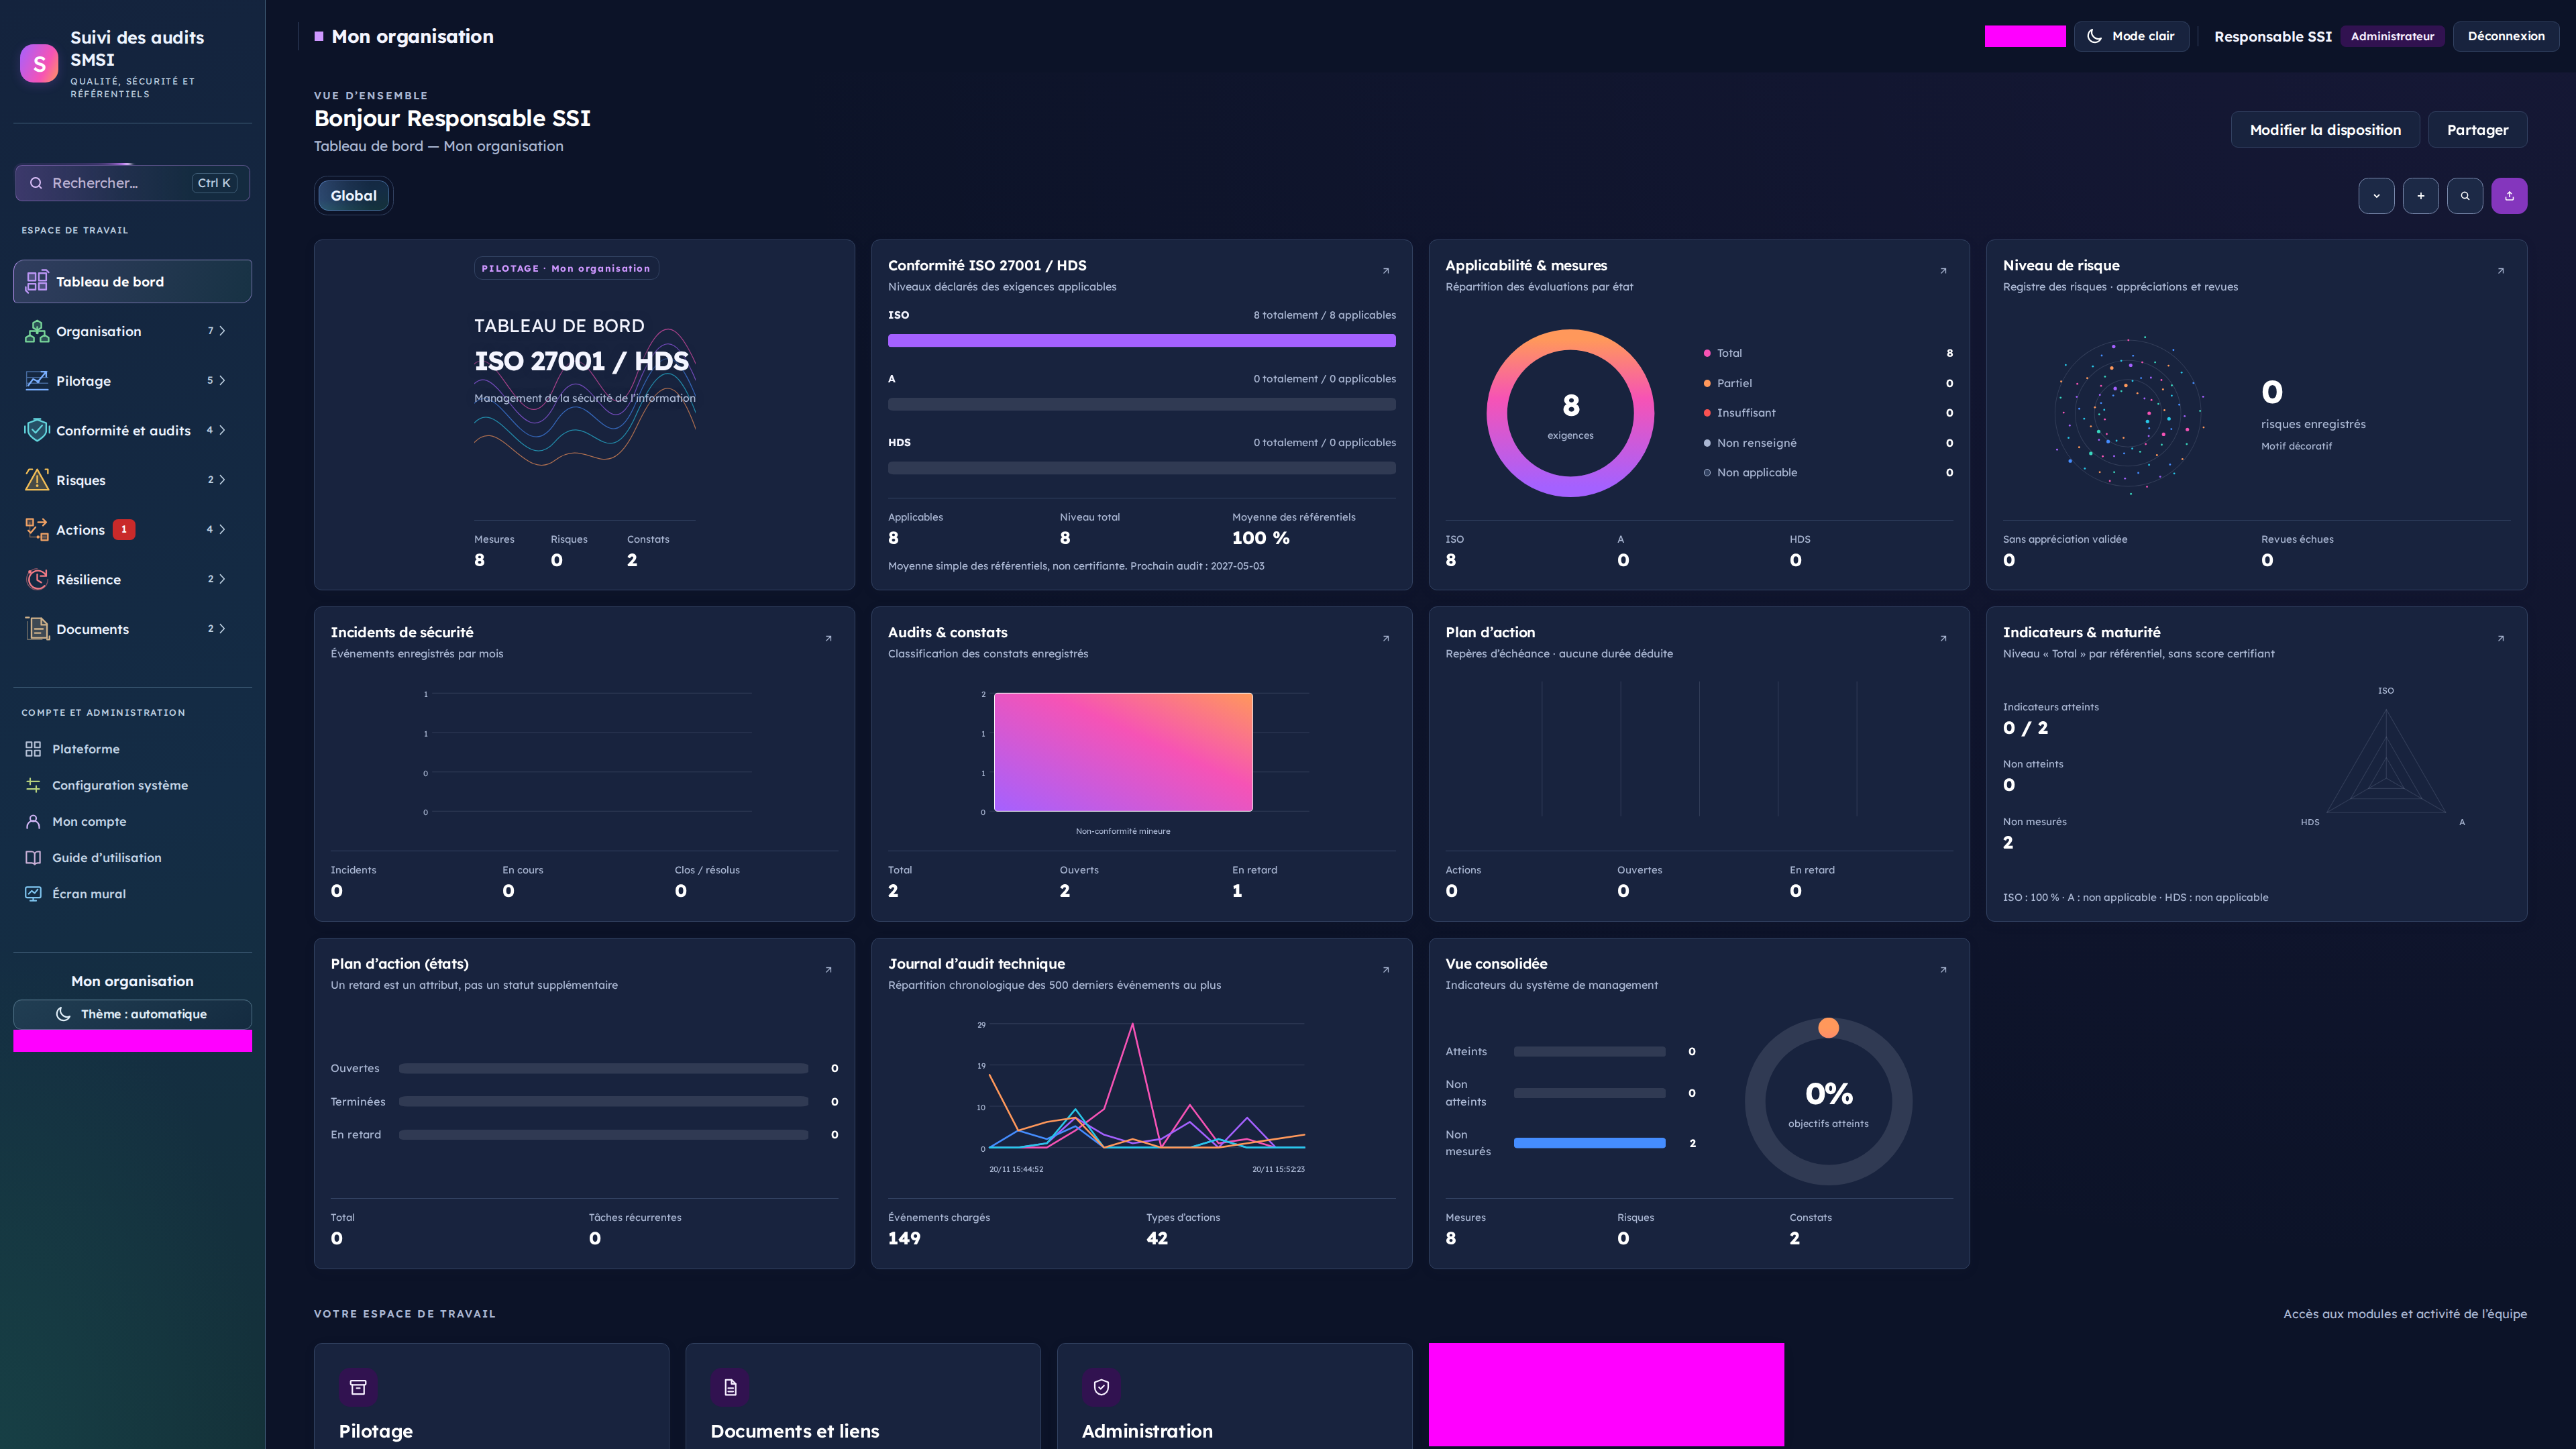 Suivi des audits
SMSI
QUALITÉ, SÉCURITÉ ET
RÉFÉRENTIELS
Rechercher...
Ctrl K
ESPACE DE TRAVAIL
Tableau de bord
Organisation 7
Pilotage 5
Conformité et audits 4
Risques 2
Actions 1 4
Résilience 2
Documents 2
COMPTE ET ADMINISTRATION
Plateforme
Configuration système
Mon compte
Guide d’utilisation
Écran mural
Mon organisation
Thème : automatique
Mon organisation
Mode clair
Responsable SSI
Administrateur
Déconnexion
VUE D’ENSEMBLE
Bonjour Responsable SSI
Tableau de bord — Mon organisation
Modifier la disposition
Partager
Global
PILOTAGE · Mon organisation
TABLEAU DE BORD
ISO 27001 / HDS
Management de la sécurité de l’information
Mesures Risques Constats
8 0 2
Conformité ISO 27001 / HDS
Niveaux déclarés des exigences applicables
ISO 8 totalement / 8 applicables
A 0 totalement / 0 applicables
HDS 0 totalement / 0 applicables
Applicables Niveau total Moyenne des référentiels
8 8 100 %
Moyenne simple des référentiels, non certifiante. Prochain audit : 2027-05-03
Applicabilité & mesures
Répartition des évaluations par état
8
exigences
Total 8
Partiel 0
Insuffisant 0
Non renseigné 0
Non applicable 0
ISO A HDS
8 0 0
Niveau de risque
Registre des risques · appréciations et revues
0
risques enregistrés
Motif décoratif
Sans appréciation validée Revues échues
0 0
Incidents de sécurité
Événements enregistrés par mois
1
1
0
0
Incidents En cours Clos / résolus
0 0 0
Audits & constats
Classification des constats enregistrés
2
1
1
0
Non-conformité mineure
Total Ouverts En retard
2 2 1
Plan d’action
Repères d’échéance · aucune durée déduite
Actions Ouvertes En retard
0 0 0
Indicateurs & maturité
Niveau « Total » par référentiel, sans score certifiant
Indicateurs atteints
0 / 2
Non atteints
0
Non mesurés
2
ISO
HDS A
ISO : 100 % · A : non applicable · HDS : non applicable
Plan d’action (états)
Un retard est un attribut, pas un statut supplémentaire
Ouvertes 0
Terminées 0
En retard 0
Total Tâches récurrentes
0 0
Journal d’audit technique
Répartition chronologique des 500 derniers événements au plus
29
19
10
0
20/11 15:44:52 20/11 15:52:23
Événements chargés Types d’actions
149 42
Vue consolidée
Indicateurs du système de management
Atteints 0
Non
atteints 0
Non
mesurés 2
0%
objectifs atteints
Mesures Risques Constats
8 0 2
VOTRE ESPACE DE TRAVAIL
Accès aux modules et activité de l’équipe
Pilotage
Documents et liens
Administration